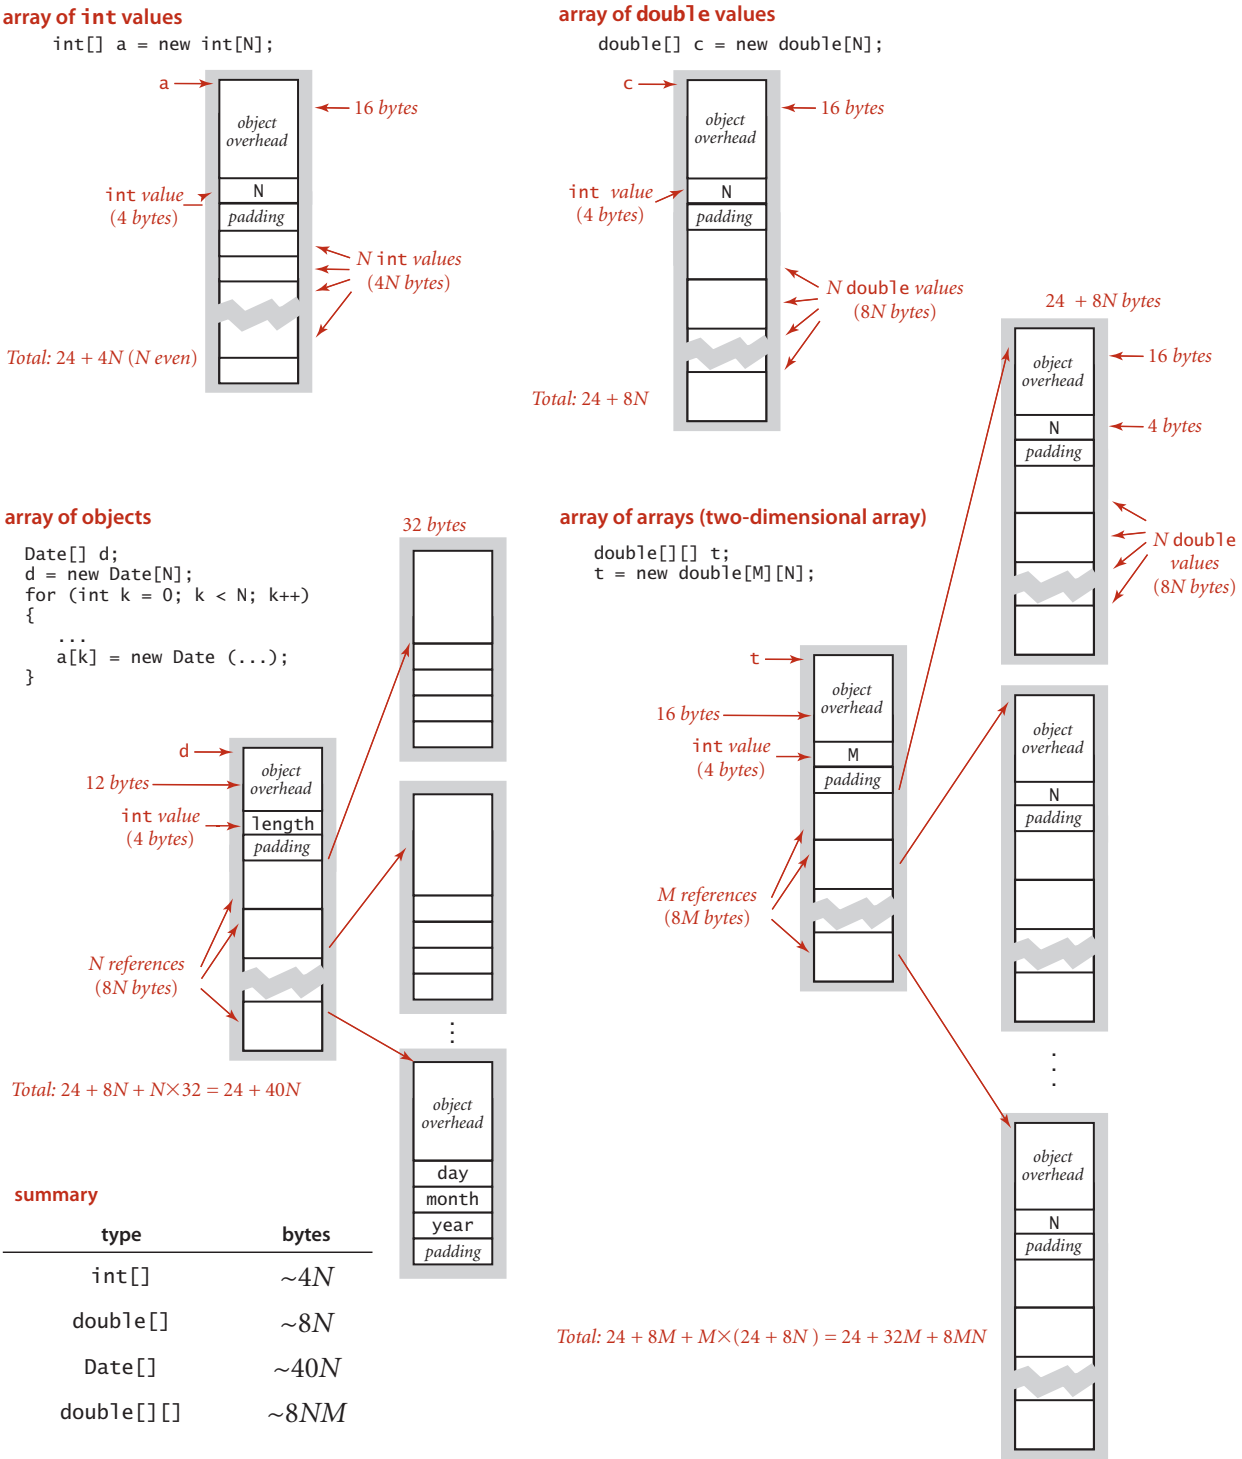 array of int values
int[] a = new int[N];
a
object
overhead
16 bytes
int value
(4 bytes)
N
padding
N int values
(4N bytes)
Total: 24 + 4N (N even)
array of double values
double[] c = new double[N];
c
object
overhead
16 bytes
int value
(4 bytes)
N
padding
N double values
(8N bytes)
Total: 24 + 8N
array of objects
Date[] d;
d = new Date[N];
for (int k = 0; k < N; k++)
{
...
a[k] = new Date (...);
}
32 bytes
d
object
overhead
12 bytes
int value
(4 bytes)
length
padding
N references
(8N bytes)
.
.
.
object
overhead
day
month
year
padding
Total: 24 + 8N + N×32 = 24 + 40N
array of arrays (two-dimensional array)
double[][] t;
t = new double[M][N];
t
object
overhead
16 bytes
int value
(4 bytes)
M
padding
M references
(8M bytes)
24 + 8N bytes
object
overhead
16 bytes
N
4 bytes
padding
N double
values
(8N bytes)
object
overhead
N
padding
.
.
.
object
overhead
N
padding
Total: 24 + 8M + M×(24 + 8N ) = 24 + 32M + 8MN
summary
type bytes
int[] ~4N
double[] ~8N
Date[] ~40N
double[][] ~8NM